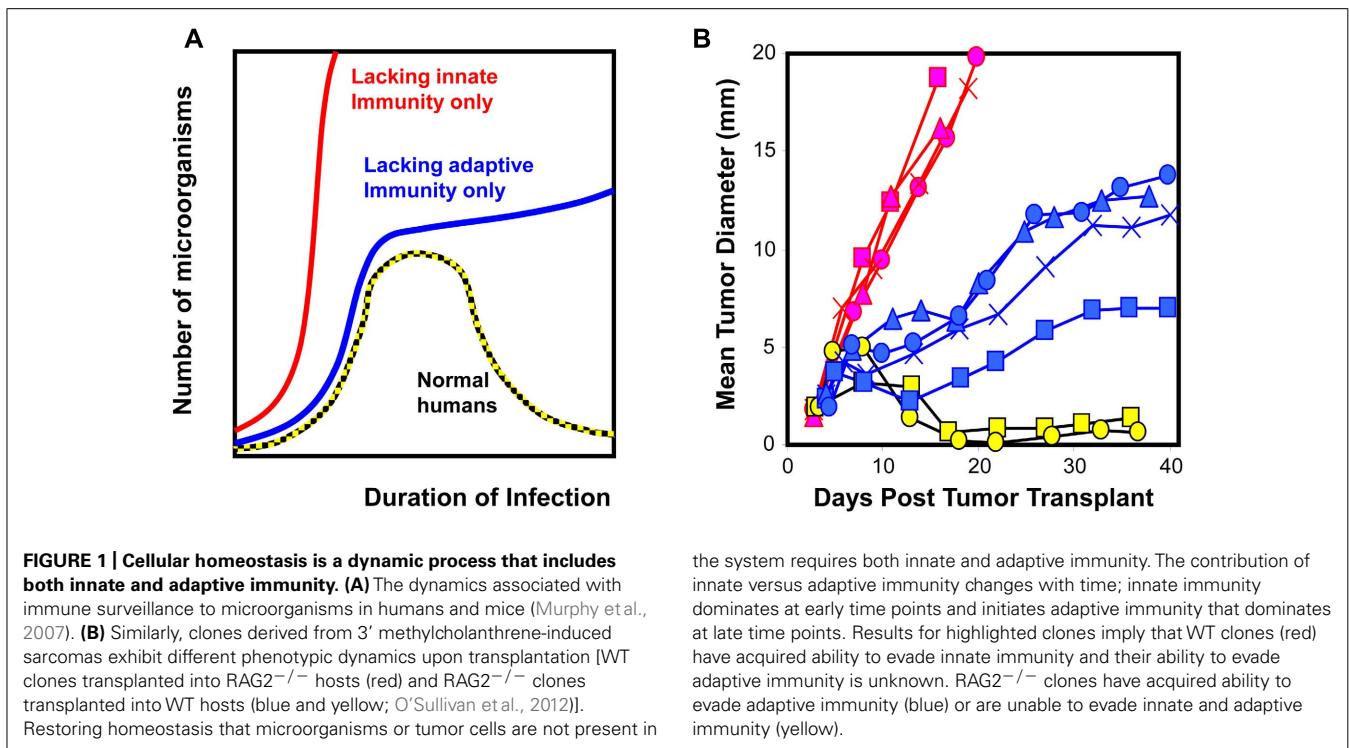 A
Number of microorganisms
Lacking innate
Immunity only
Lacking adaptive
Immunity only
Normal
humans
Duration of Infection
B
Mean Tumor Diameter (mm)
20
15
10
5
0
0 10 20 30 40
Days Post Tumor Transplant
FIGURE 1 | Cellular homeostasis is a dynamic process that includes
both innate and adaptive immunity. (A) The dynamics associated with
immune surveillance to microorganisms in humans and mice (Murphy et al.,
2007). (B) Similarly, clones derived from 3′ methylcholanthrene-induced
sarcomas exhibit different phenotypic dynamics upon transplantation [WT
clones transplanted into RAG2−/− hosts (red) and RAG2−/− clones
transplanted into WT hosts (blue and yellow; O'Sullivan et al., 2012)].
Restoring homeostasis that microorganisms or tumor cells are not present in
the system requires both innate and adaptive immunity. The contribution of
innate versus adaptive immunity changes with time; innate immunity
dominates at early time points and initiates adaptive immunity that dominates
at late time points. Results for highlighted clones imply that WT clones (red)
have acquired ability to evade innate immunity and their ability to evade
adaptive immunity is unknown. RAG2−/− clones have acquired ability to
evade adaptive immunity (blue) or are unable to evade innate and adaptive
immunity (yellow).